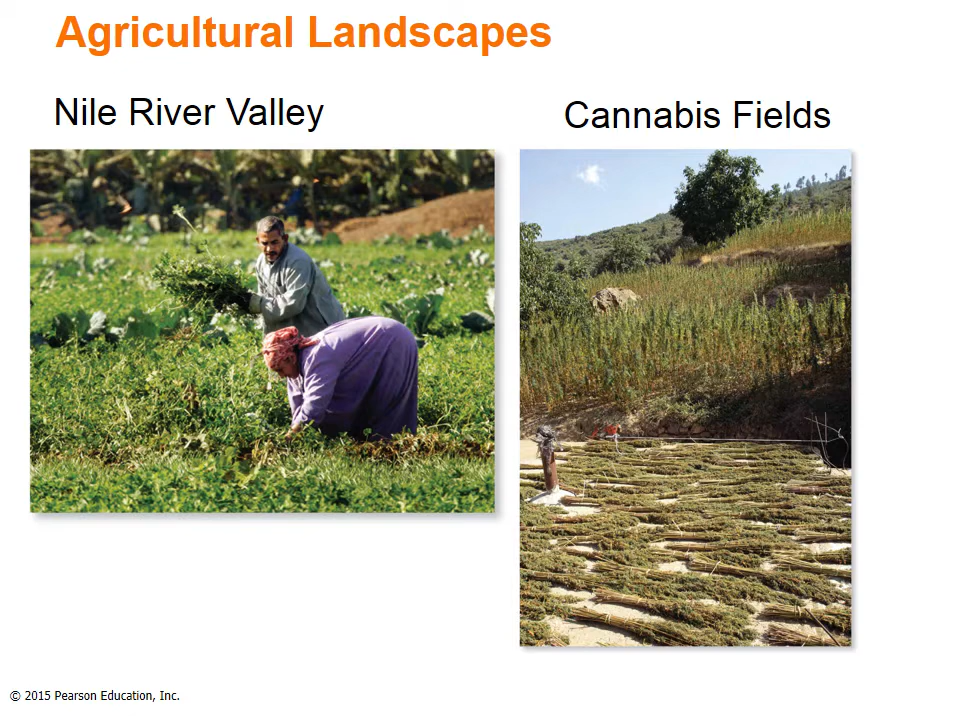 Agricultural Landscapes
Nile River Valley
Cannabis Fields
© 2015 Pearson Education, Inc.